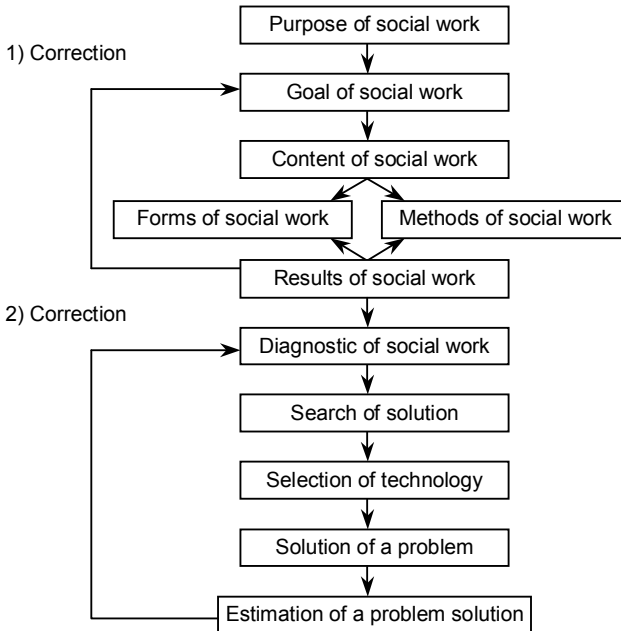 Purpose of social work
1) Correction
Goal of social work
Content of social work
Forms of social work
Methods of social work
Results of social work
2) Correction
Diagnostic of social work
Search of solution
Selection of technology
Solution of a problem
Estimation of a problem solution